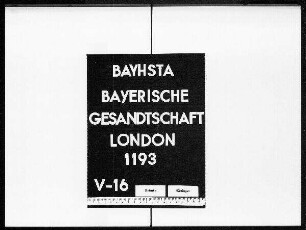 BAYHSTA
BAYERISCHE
GESANDTSCHAFT
LONDON
1193
V-16